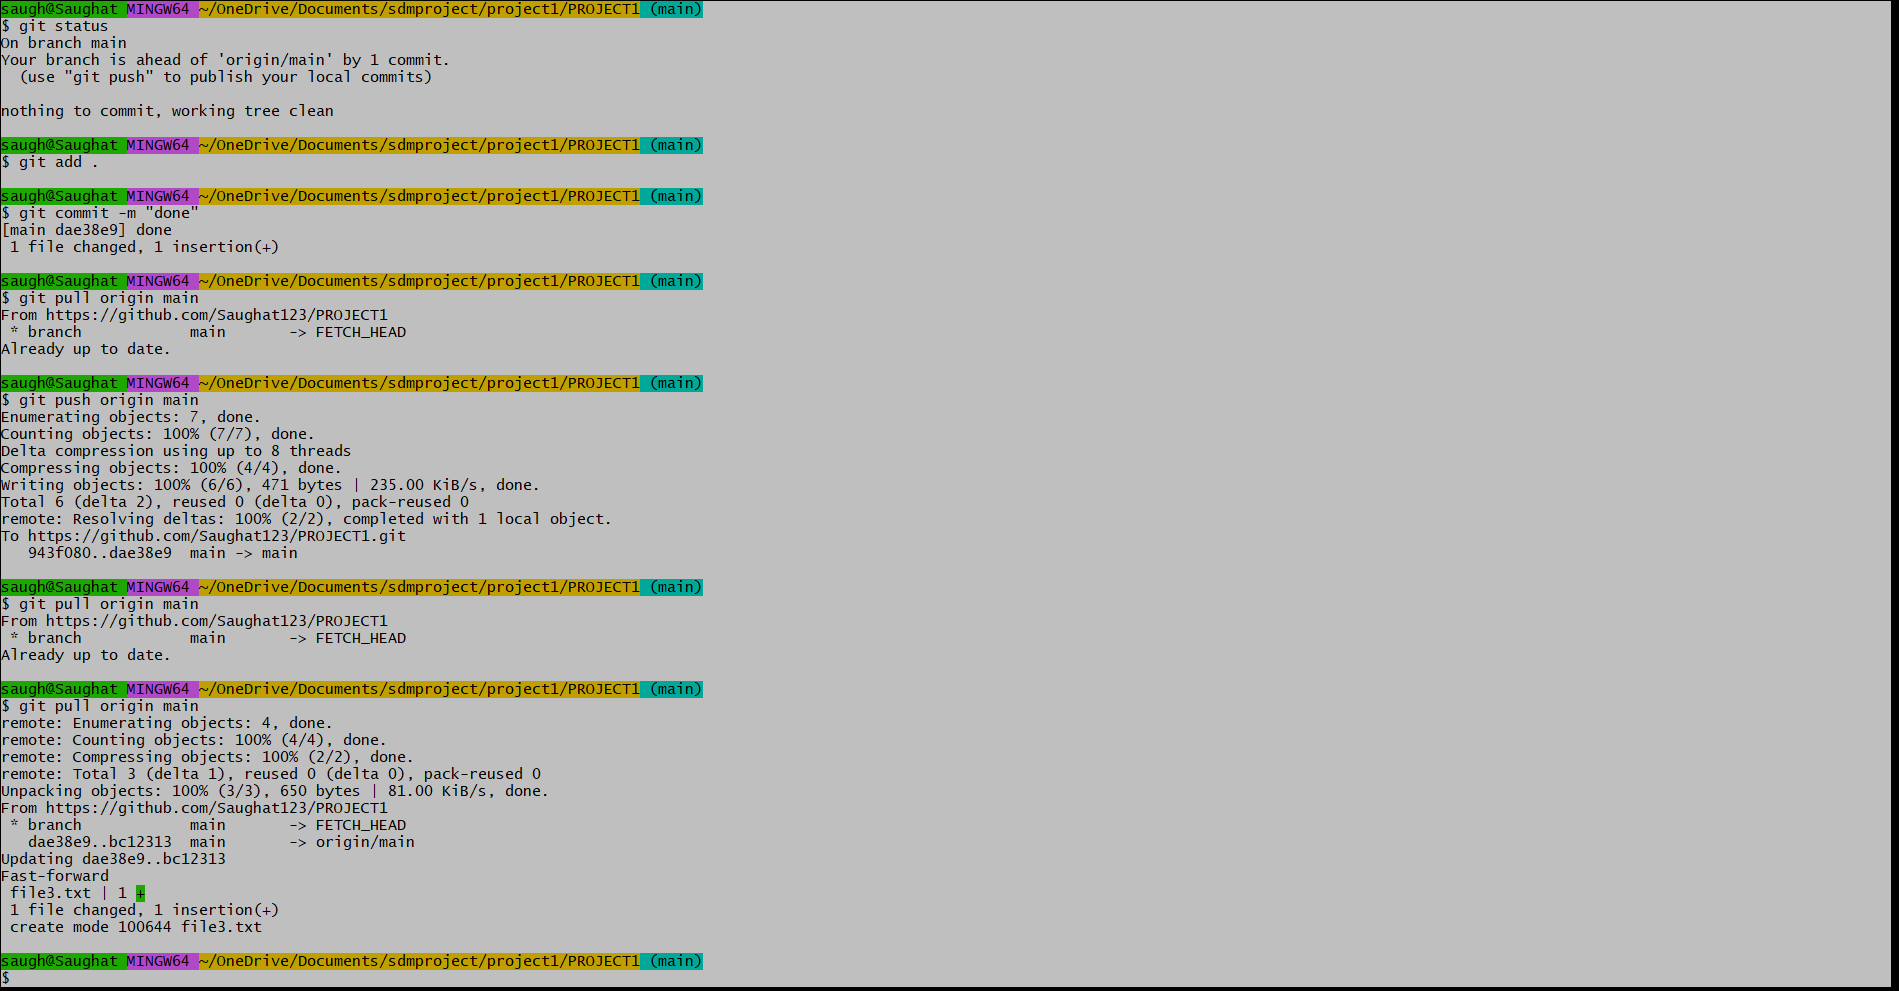 saugh@Saughat MINGW64 ~/OneDrive/Documents/sdmproject/project1/PROJECT1 (main)
$ git status
On branch main
Your branch is ahead of 'origin/main' by 1 commit.
  (use "git push" to publish your local commits)

nothing to commit, working tree clean

saugh@Saughat MINGW64 ~/OneDrive/Documents/sdmproject/project1/PROJECT1 (main)
$ git add .

saugh@Saughat MINGW64 ~/OneDrive/Documents/sdmproject/project1/PROJECT1 (main)
$ git commit -m "done"
[main dae38e9] done
 1 file changed, 1 insertion(+)

saugh@Saughat MINGW64 ~/OneDrive/Documents/sdmproject/project1/PROJECT1 (main)
$ git pull origin main
From https://github.com/Saughat123/PROJECT1
 * branch            main       -> FETCH_HEAD
Already up to date.

saugh@Saughat MINGW64 ~/OneDrive/Documents/sdmproject/project1/PROJECT1 (main)
$ git push origin main
Enumerating objects: 7, done.
Counting objects: 100% (7/7), done.
Delta compression using up to 8 threads
Compressing objects: 100% (4/4), done.
Writing objects: 100% (6/6), 471 bytes | 235.00 KiB/s, done.
Total 6 (delta 2), reused 0 (delta 0), pack-reused 0
remote: Resolving deltas: 100% (2/2), completed with 1 local object.
To https://github.com/Saughat123/PROJECT1.git
   943f080..dae38e9  main -> main

saugh@Saughat MINGW64 ~/OneDrive/Documents/sdmproject/project1/PROJECT1 (main)
$ git pull origin main
From https://github.com/Saughat123/PROJECT1
 * branch            main       -> FETCH_HEAD
Already up to date.

saugh@Saughat MINGW64 ~/OneDrive/Documents/sdmproject/project1/PROJECT1 (main)
$ git pull origin main
remote: Enumerating objects: 4, done.
remote: Counting objects: 100% (4/4), done.
remote: Compressing objects: 100% (2/2), done.
remote: Total 3 (delta 1), reused 0 (delta 0), pack-reused 0
Unpacking objects: 100% (3/3), 650 bytes | 81.00 KiB/s, done.
From https://github.com/Saughat123/PROJECT1
 * branch            main       -> FETCH_HEAD
   dae38e9..bc12313  main       -> origin/main
Updating dae38e9..bc12313
Fast-forward
 file3.txt | 1 +
 1 file changed, 1 insertion(+)
 create mode 100644 file3.txt

saugh@Saughat MINGW64 ~/OneDrive/Documents/sdmproject/project1/PROJECT1 (main)
$